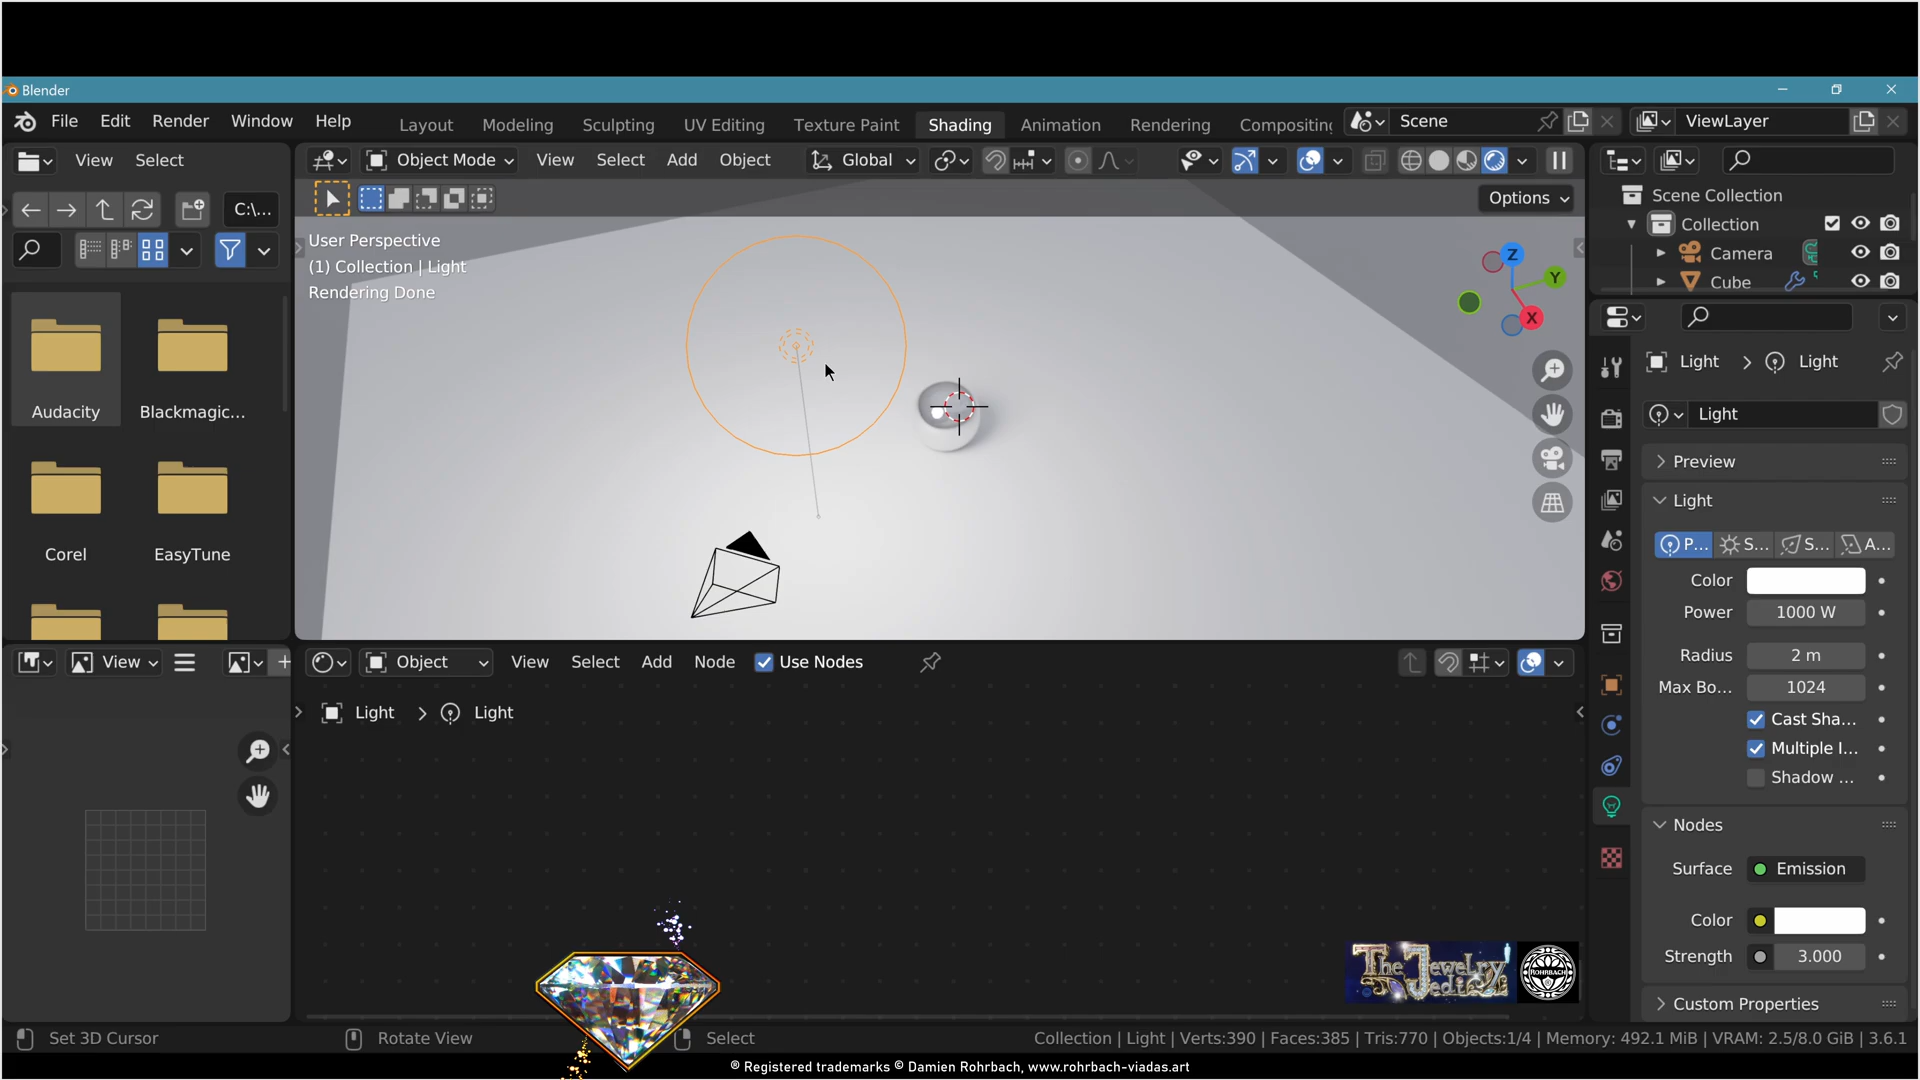 Blender
File Edit Render Window Help
Layout Modeling Sculpting UV Editing Texture Paint Shading Animation Rendering Compositing
Scene
ViewLayer
View Select
Object Mode View Select Add Object Global
C:\...
Options
User Perspective
(1) Collection | Light
Rendering Done
Z
Y
X
Scene Collection
Collection
Camera
Cube
Audacity
Blackmagic...
Corel
EasyTune
Light > Light
Light
Preview
Light
P... S... S... A...
Color
Power 1000 W
Radius 2 m
Max Bo... 1024
Cast Sha...
Multiple I...
Shadow ...
Nodes
Surface Emission
Color
Strength 3.000
Custom Properties
View
Object View Select Add Node Use Nodes
Light > Light
The Jewelry
ROHRBACH
Set 3D Cursor Rotate View Select
Collection | Light | Verts:390 | Faces:385 | Tris:770 | Objects:1/4 | Memory: 492.1 MiB | VRAM: 2.5/8.0 GiB | 3.6.1
® Registered trademarks © Damien Rohrbach, www.rohrbach-viadas.art